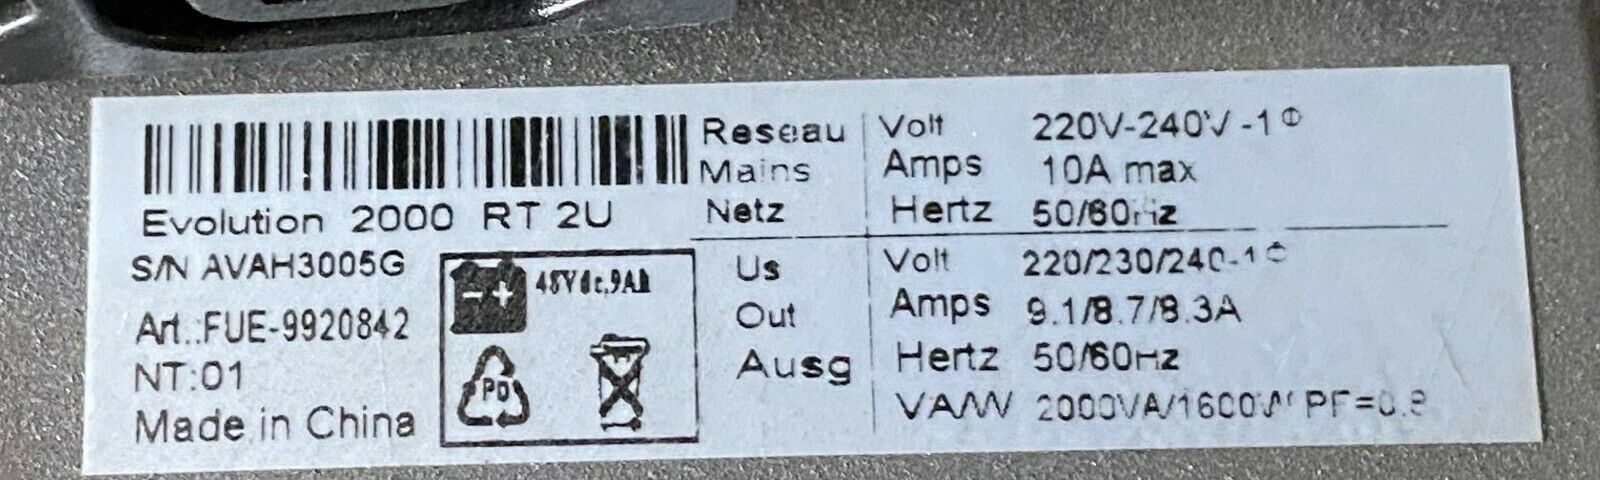 Evolution 2000 RT 2U
S/N AVAH3005G
Art.:FUE-9920842
NT:01
Made in China
48Vdc,9Ah
- +
Pb
Reseau Volt 220V-240V -1Φ
Mains Amps 10A max
Netz Hertz 50/60Hz
Us Volt 220/230/240-1Φ
Out Amps 9.1/8.7/8.3A
Ausg Hertz 50/60Hz
VA/W 2000VA/1600W PF=0.8